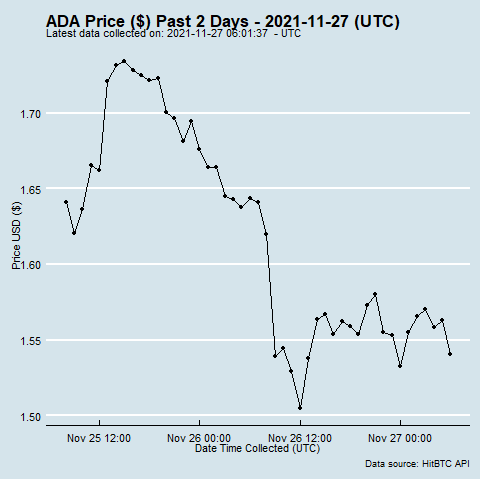 ADA Price ($) Past 2 Days - 2021-11-27 (UTC)
Latest data collected on: 2021-11-27 06:01:37 - UTC
1.70
1.65
1.60
1.55
1.50
Price USD ($)
Nov 25 12:00 Nov 26 00:00 Nov 26 12:00 Nov 27 00:00
Date Time Collected (UTC)
Data source: HitBTC API